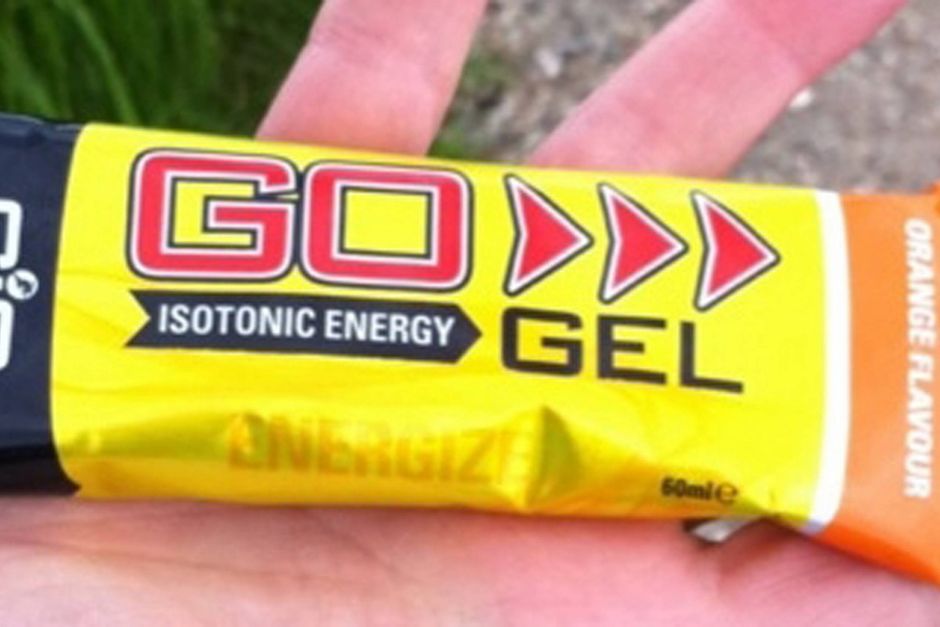 GO
ISOTONIC ENERGY
GEL
ENERGIZE
60ml e
ORANGE FLAVOUR